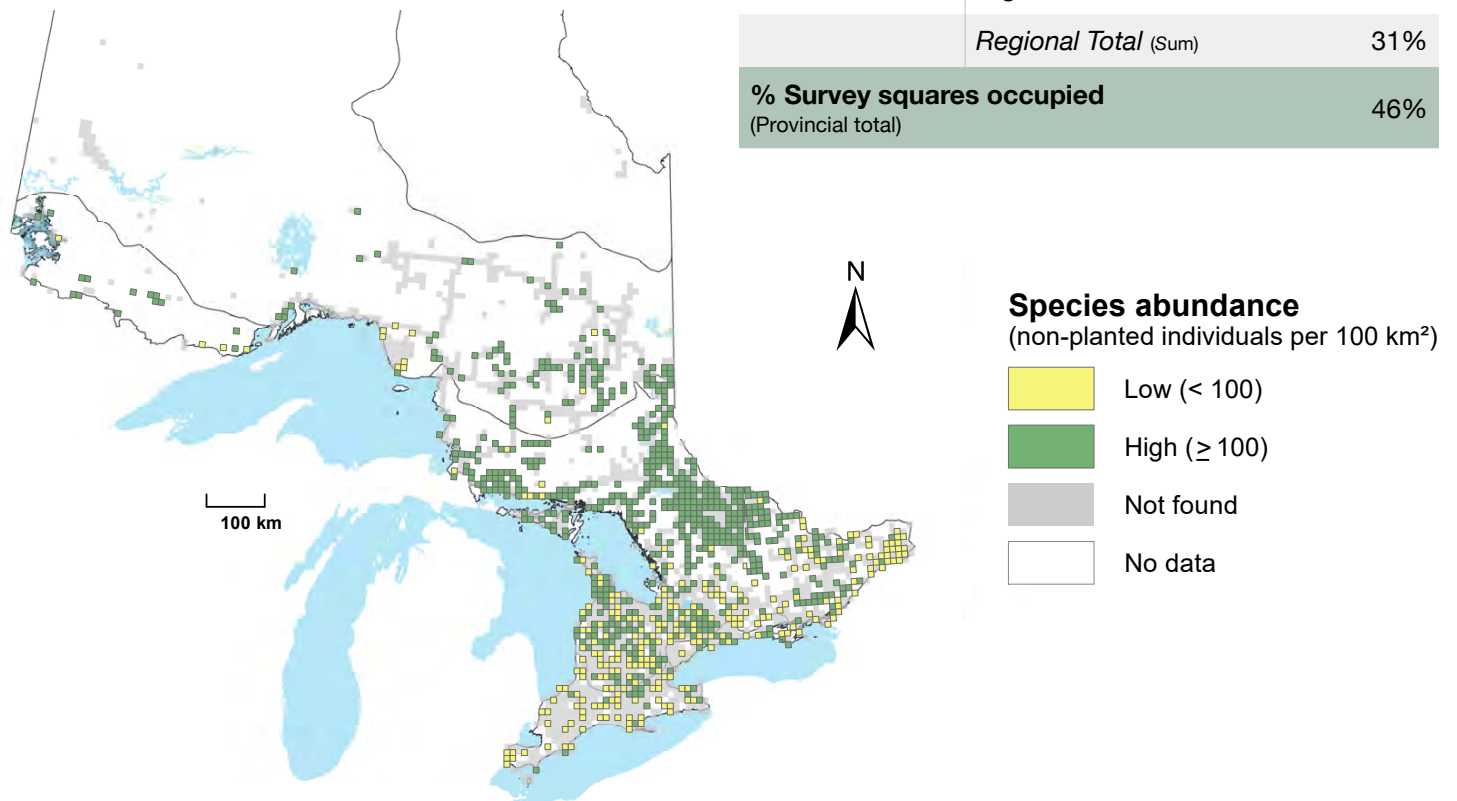 Regional Total (Sum) 31%
% Survey squares occupied 46%
(Provincial total)
N
Species abundance
(non-planted individuals per 100 km²)
Low (< 100)
High (≥ 100)
Not found
No data
100 km